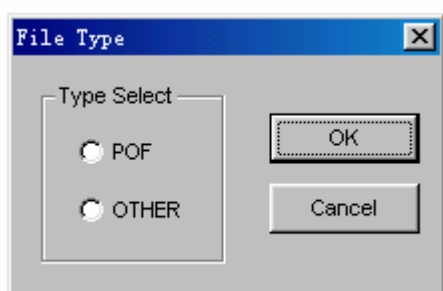 File Type
Type Select
POF
OTHER
OK
Cancel